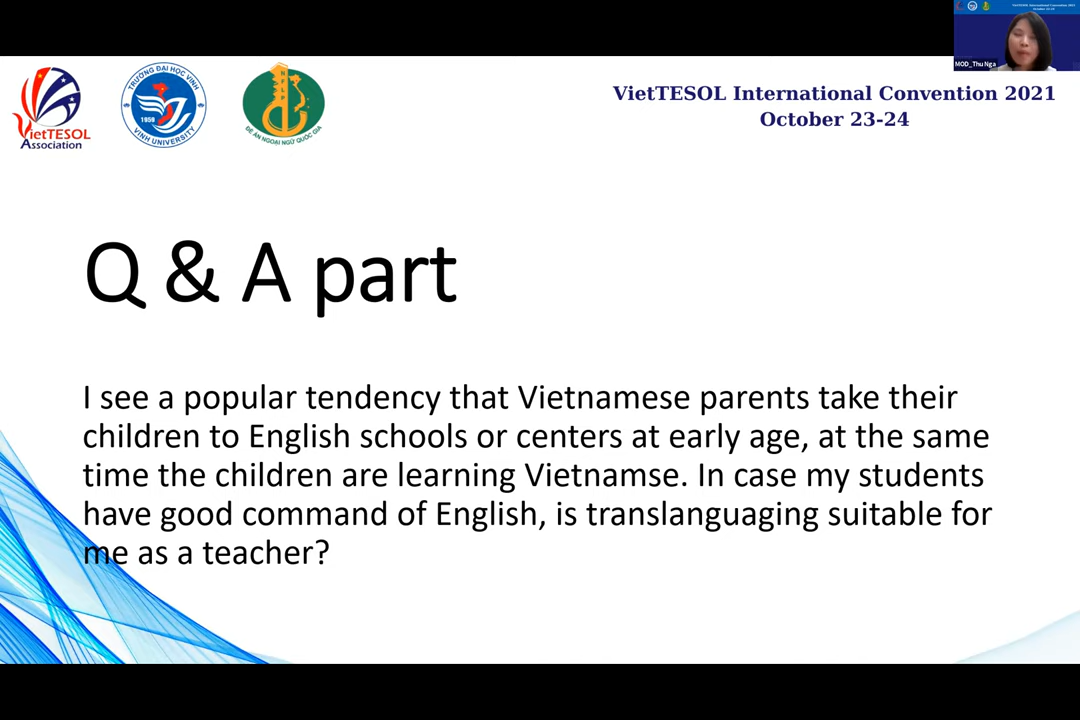 MOD_Thu Nga
VietTESOL
Association
TRƯỜNG ĐẠI HỌC VINH
1959
VINH UNIVERSITY
ĐỀ ÁN NGOẠI NGỮ QUỐC GIA
VietTESOL International Convention 2021
October 23-24
Q & A part
I see a popular tendency that Vietnamese parents take their
children to English schools or centers at early age, at the same
time the children are learning Vietnamse. In case my students
have good command of English, is translanguaging suitable for
me as a teacher?